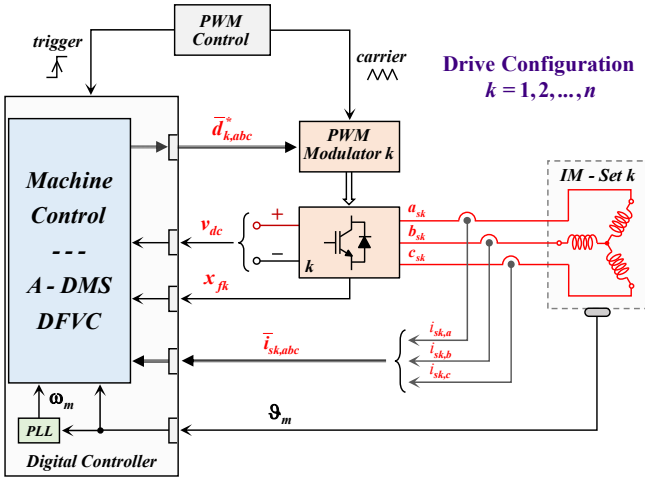 PWM
Control
trigger
carrier
Drive Configuration
k = 1, 2, ..., n
d̅*k,abc
PWM
Modulator k
IM - Set k
Machine
Control
- - -
A - DMS
DFVC
vdc
+
−
k
ask
bsk
csk
xfk
i̅sk,abc
isk,a
isk,b
isk,c
ωm
ϑm
PLL
Digital Controller